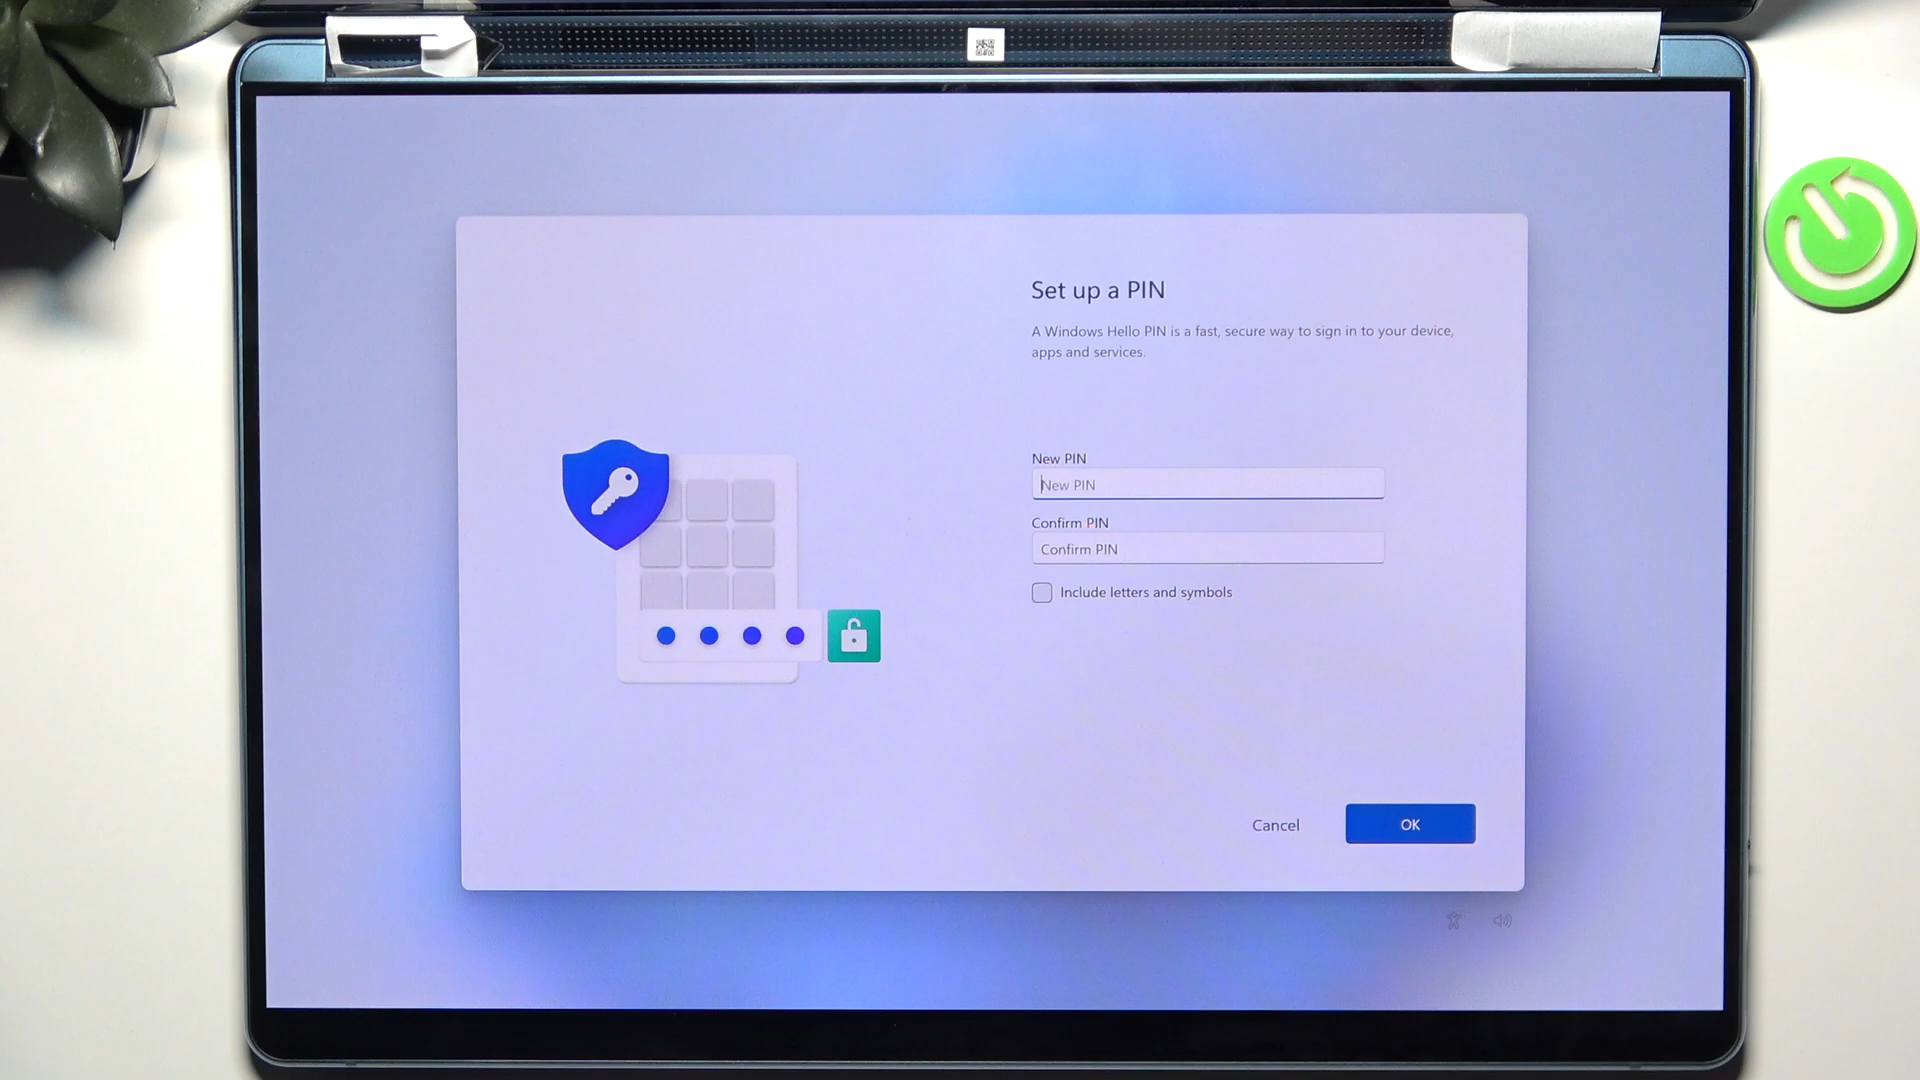 Set up a PIN
A Windows Hello PIN is a fast, secure way to sign in to your device,
apps and services.
New PIN
New PIN
Confirm PIN
Confirm PIN
Include letters and symbols
Cancel
OK